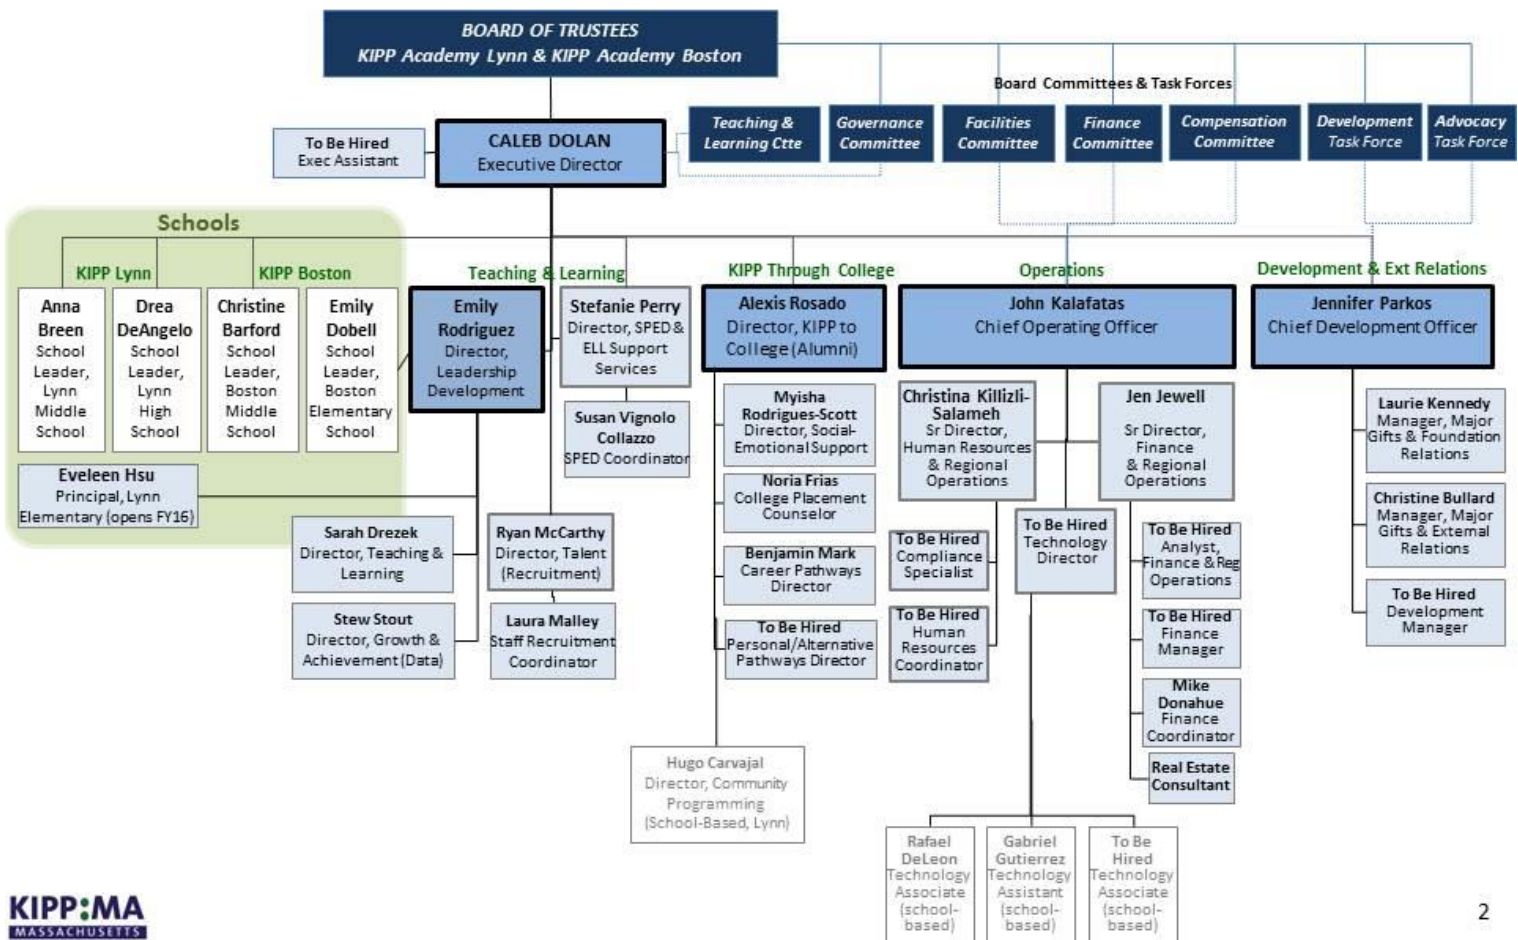 BOARD OF TRUSTEES
KIPP Academy Lynn & KIPP Academy Boston
Board Committees & Task Forces
To Be Hired
Exec Assistant
CALEB DOLAN
Executive Director
Teaching &
Learning Ctte
Governance
Committee
Facilities
Committee
Finance
Committee
Compensation
Committee
Development
Task Force
Advocacy
Task Force
Schools
KIPP Lynn
KIPP Boston
Teaching & Learning
KIPP Through College
Operations
Development & Ext Relations
Anna
Breen
School
Leader,
Lynn
Middle
School
Drea
DeAngelo
School
Leader,
Lynn
High
School
Christine
Barford
School
Leader,
Boston
Middle
School
Emily
Dobell
School
Leader,
Boston
Elementary
School
Emily
Rodriguez
Director,
Leadership
Development
Stefanie Perry
Director, SPED &
ELL Support
Services
Alexis Rosado
Director, KIPP to
College (Alumni)
John Kalafatas
Chief Operating Officer
Jennifer Parkos
Chief Development Officer
Susan Vignolo
Collazzo
SPED Coordinator
Myisha
Rodrigues-Scott
Director, Social-
Emotional Support
Christina Killizli-
Salameh
Sr Director,
Human Resources
& Regional
Operations
Jen Jewell
Sr Director,
Finance
& Regional
Operations
Laurie Kennedy
Manager, Major
Gifts & Foundation
Relations
Eveleen Hsu
Principal, Lynn
Elementary (opens FY16)
Noria Frias
College Placement
Counselor
Christine Bullard
Manager, Major
Gifts & External
Relations
Sarah Drezek
Director, Teaching &
Learning
Ryan McCarthy
Director, Talent
(Recruitment)
Benjamin Mark
Career Pathways
Director
To Be Hired
Compliance
Specialist
To Be Hired
Technology
Director
To Be Hired
Analyst,
Finance & Reg
Operations
To Be Hired
Development
Manager
Stew Stout
Director, Growth &
Achievement (Data)
Laura Malley
Staff Recruitment
Coordinator
To Be Hired
Personal/Alternative
Pathways Director
To Be Hired
Human
Resources
Coordinator
To Be Hired
Finance
Manager
Mike
Donahue
Finance
Coordinator
Real Estate
Consultant
Hugo Carvajal
Director, Community
Programming
(School-Based, Lynn)
Rafael
DeLeon
Technology
Associate
(school-
based)
Gabriel
Gutierrez
Technology
Assistant
(school-
based)
To Be
Hired
Technology
Associate
(school-
based)
KIPP:MA
MASSACHUSETTS
2